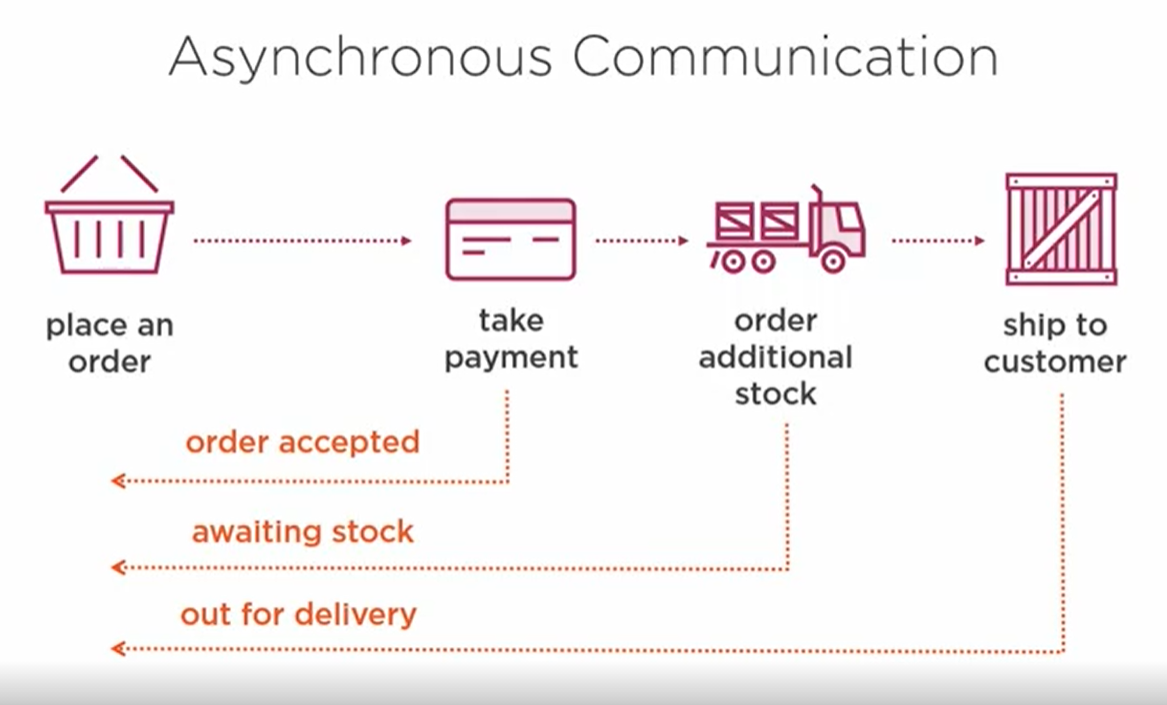 Asynchronous Communication
place an
order
take
payment
order
additional
stock
ship to
customer
order accepted
awaiting stock
out for delivery